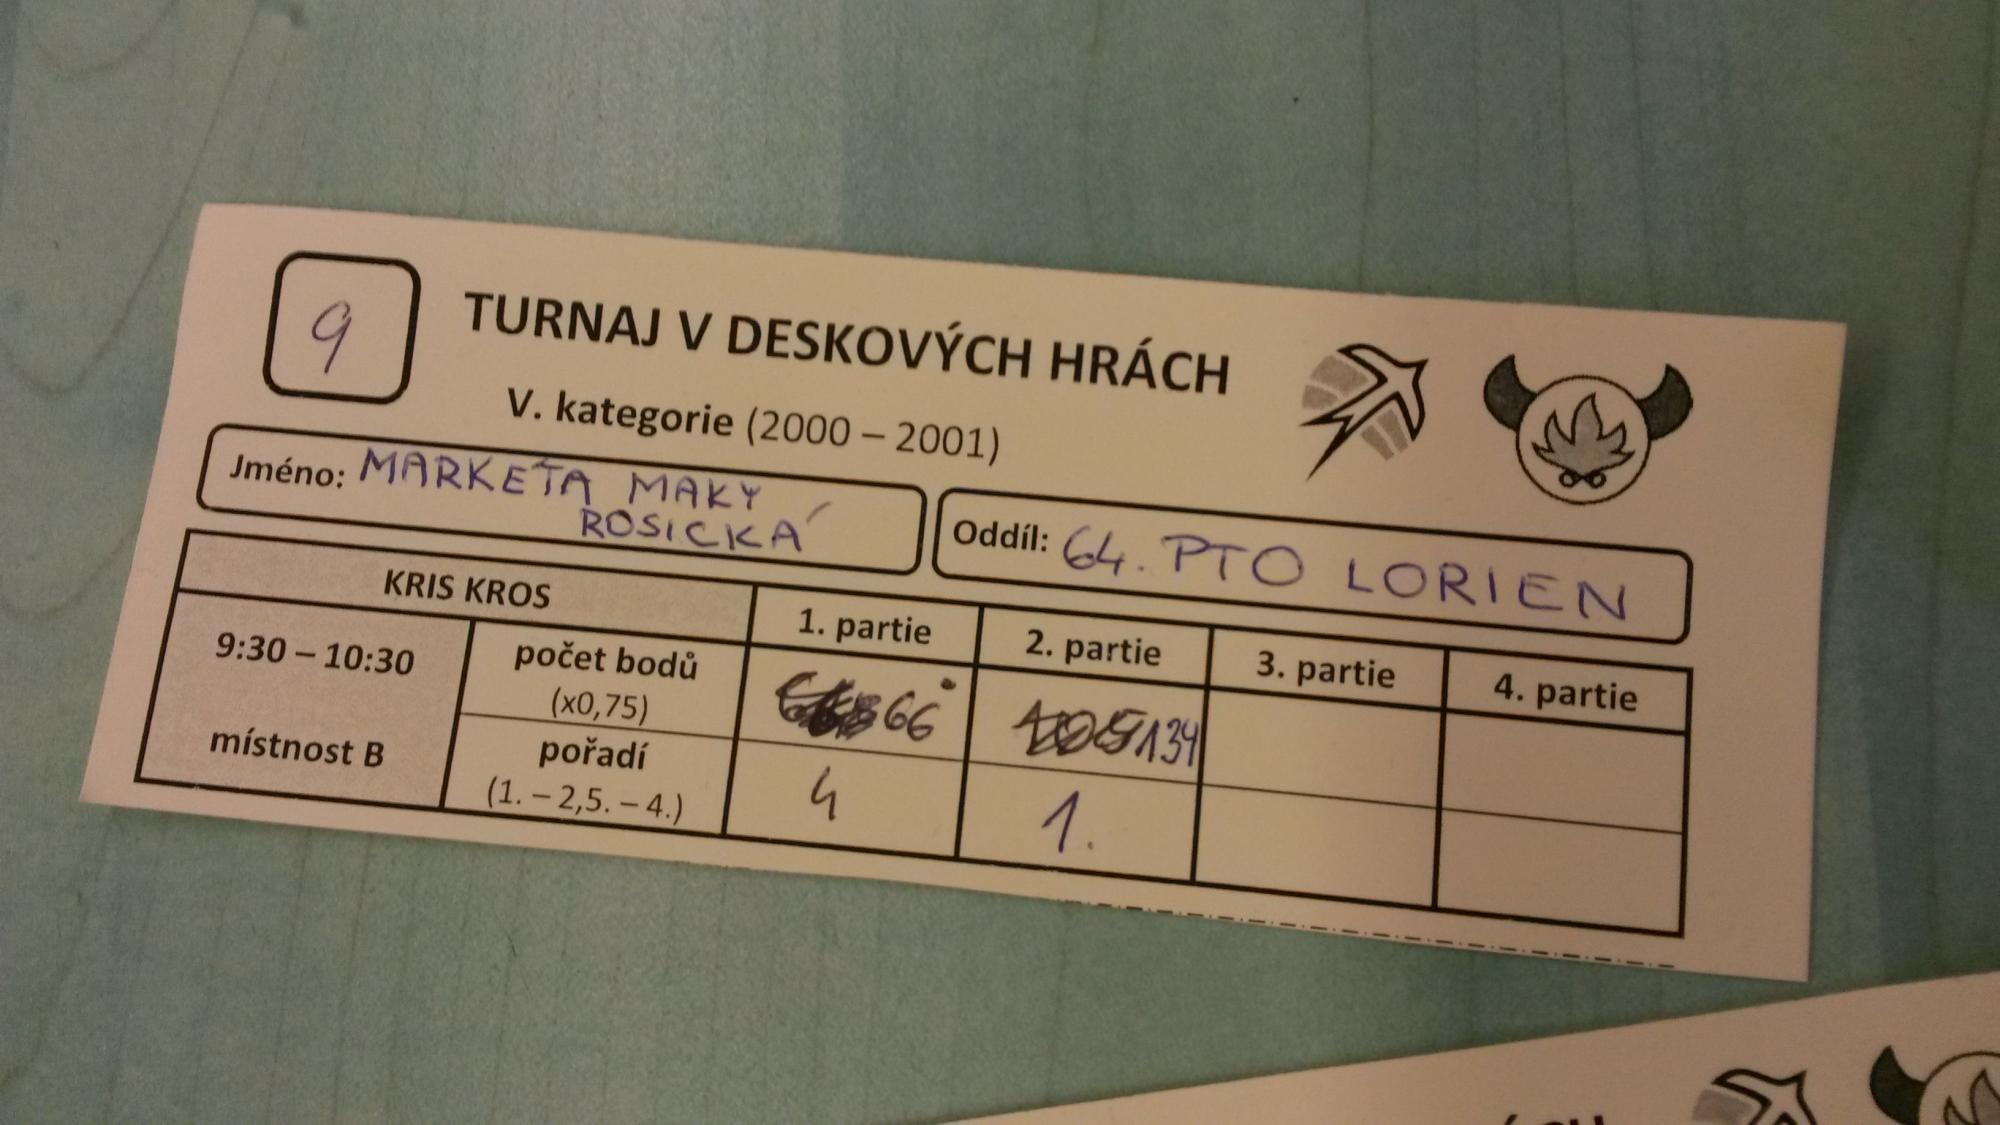 9
TURNAJ V DESKOVÝCH HRÁCH
V. kategorie (2000 – 2001)
Jméno: MARKÉTA MAKY
ROSICKÁ
Oddíl: 64. PTO LORIEN
KRIS KROS
1. partie
2. partie
3. partie
4. partie
9:30 – 10:30
místnost B
počet bodů
(x0,75)
66
134
pořadí
(1. – 2,5. – 4.)
4
1.